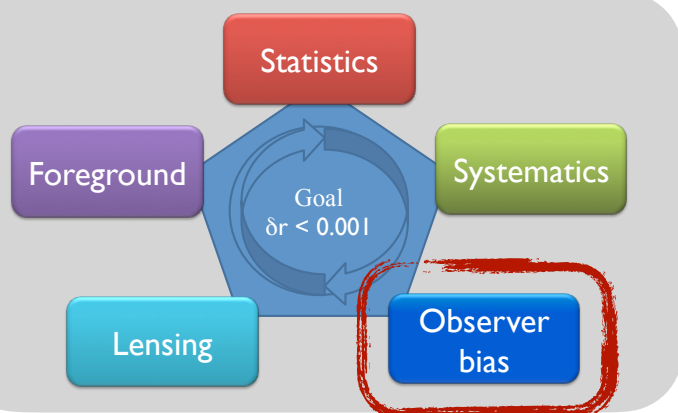 Statistics
Foreground
Systematics
Goal
δr < 0.001
Lensing
Observer
bias